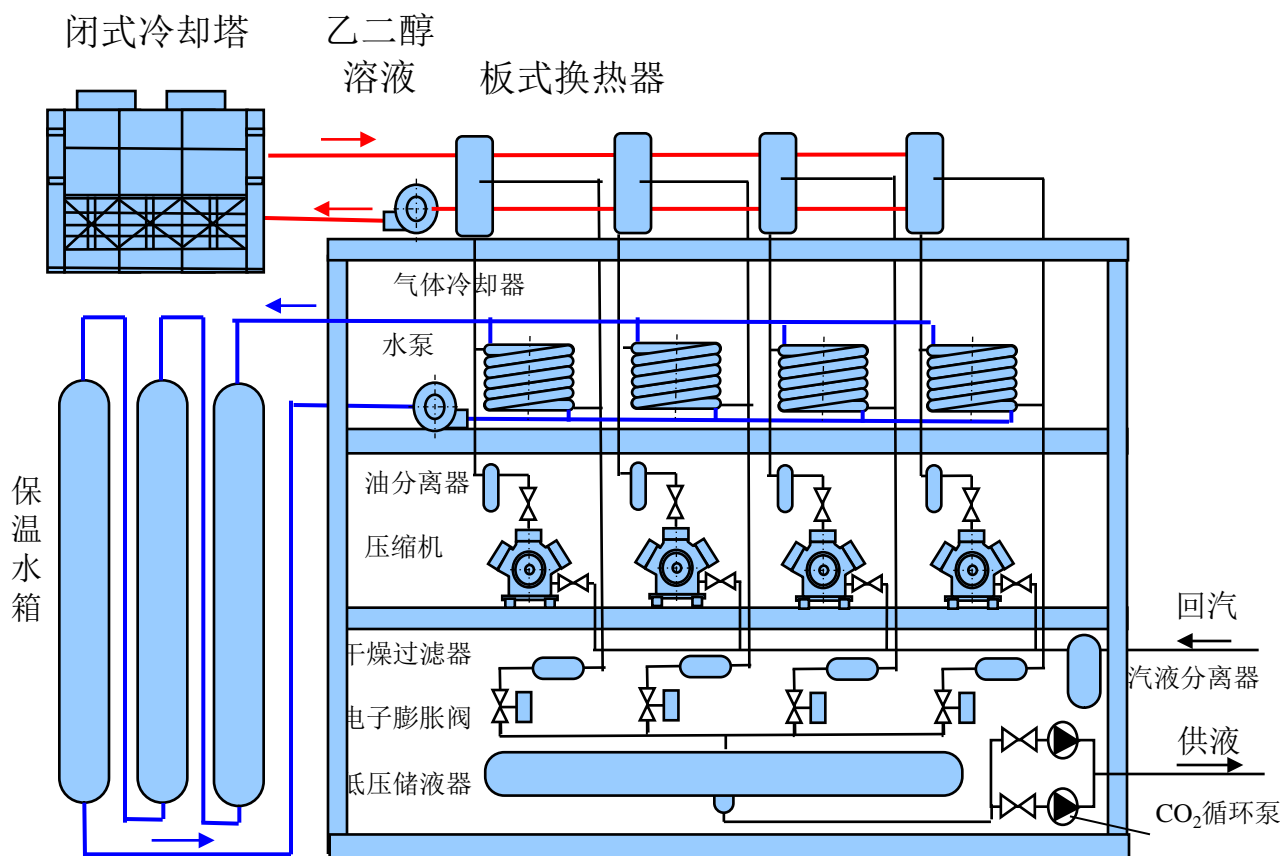 闭式冷却塔
乙二醇
溶液
板式换热器
气体冷却器
水泵
油分离器
压缩机
保温水箱
回汽
干燥过滤器
汽液分离器
电子膨胀阀
供液
低压储液器
CO₂循环泵